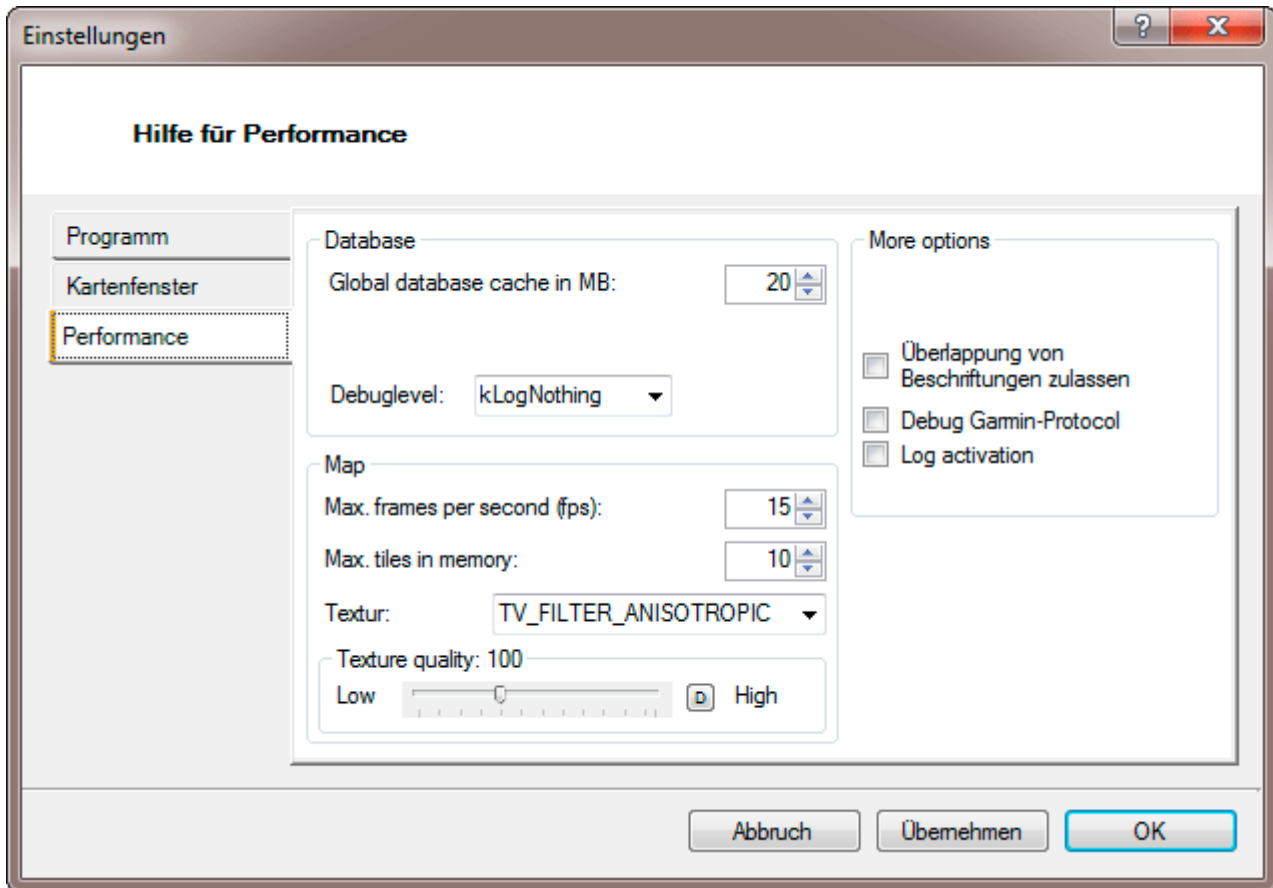 Einstellungen
Hilfe für Performance
Programm
Kartenfenster
Performance
Database
Global database cache in MB: 20
Debuglevel: kLogNothing
Map
Max. frames per second (fps): 15
Max. tiles in memory: 10
Textur: TV_FILTER_ANISOTROPIC
Texture quality: 100
Low D High
More options
Überlappung von
Beschriftungen zulassen
Debug Garmin-Protocol
Log activation
Abbruch Übernehmen OK